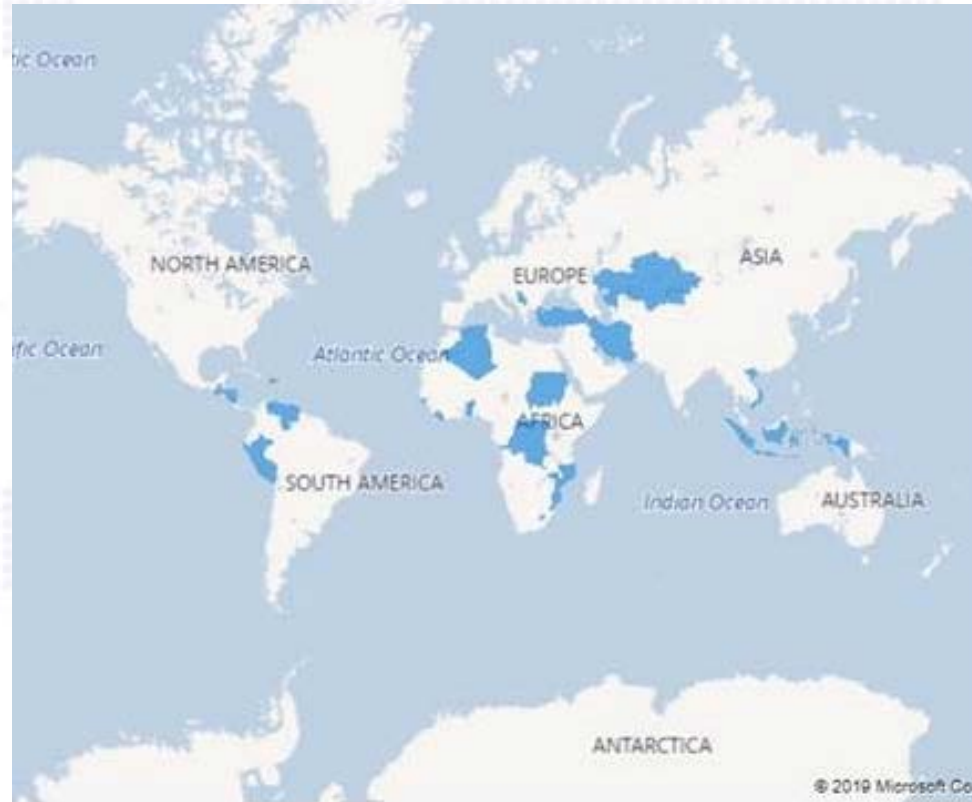 tic Ocean
NORTH AMERICA
EUROPE
ASIA
ific Ocean
Atlantic Ocean
AFRICA
SOUTH AMERICA
Indian Ocean
AUSTRALIA
ANTARCTICA
© 2019 Microsoft Co